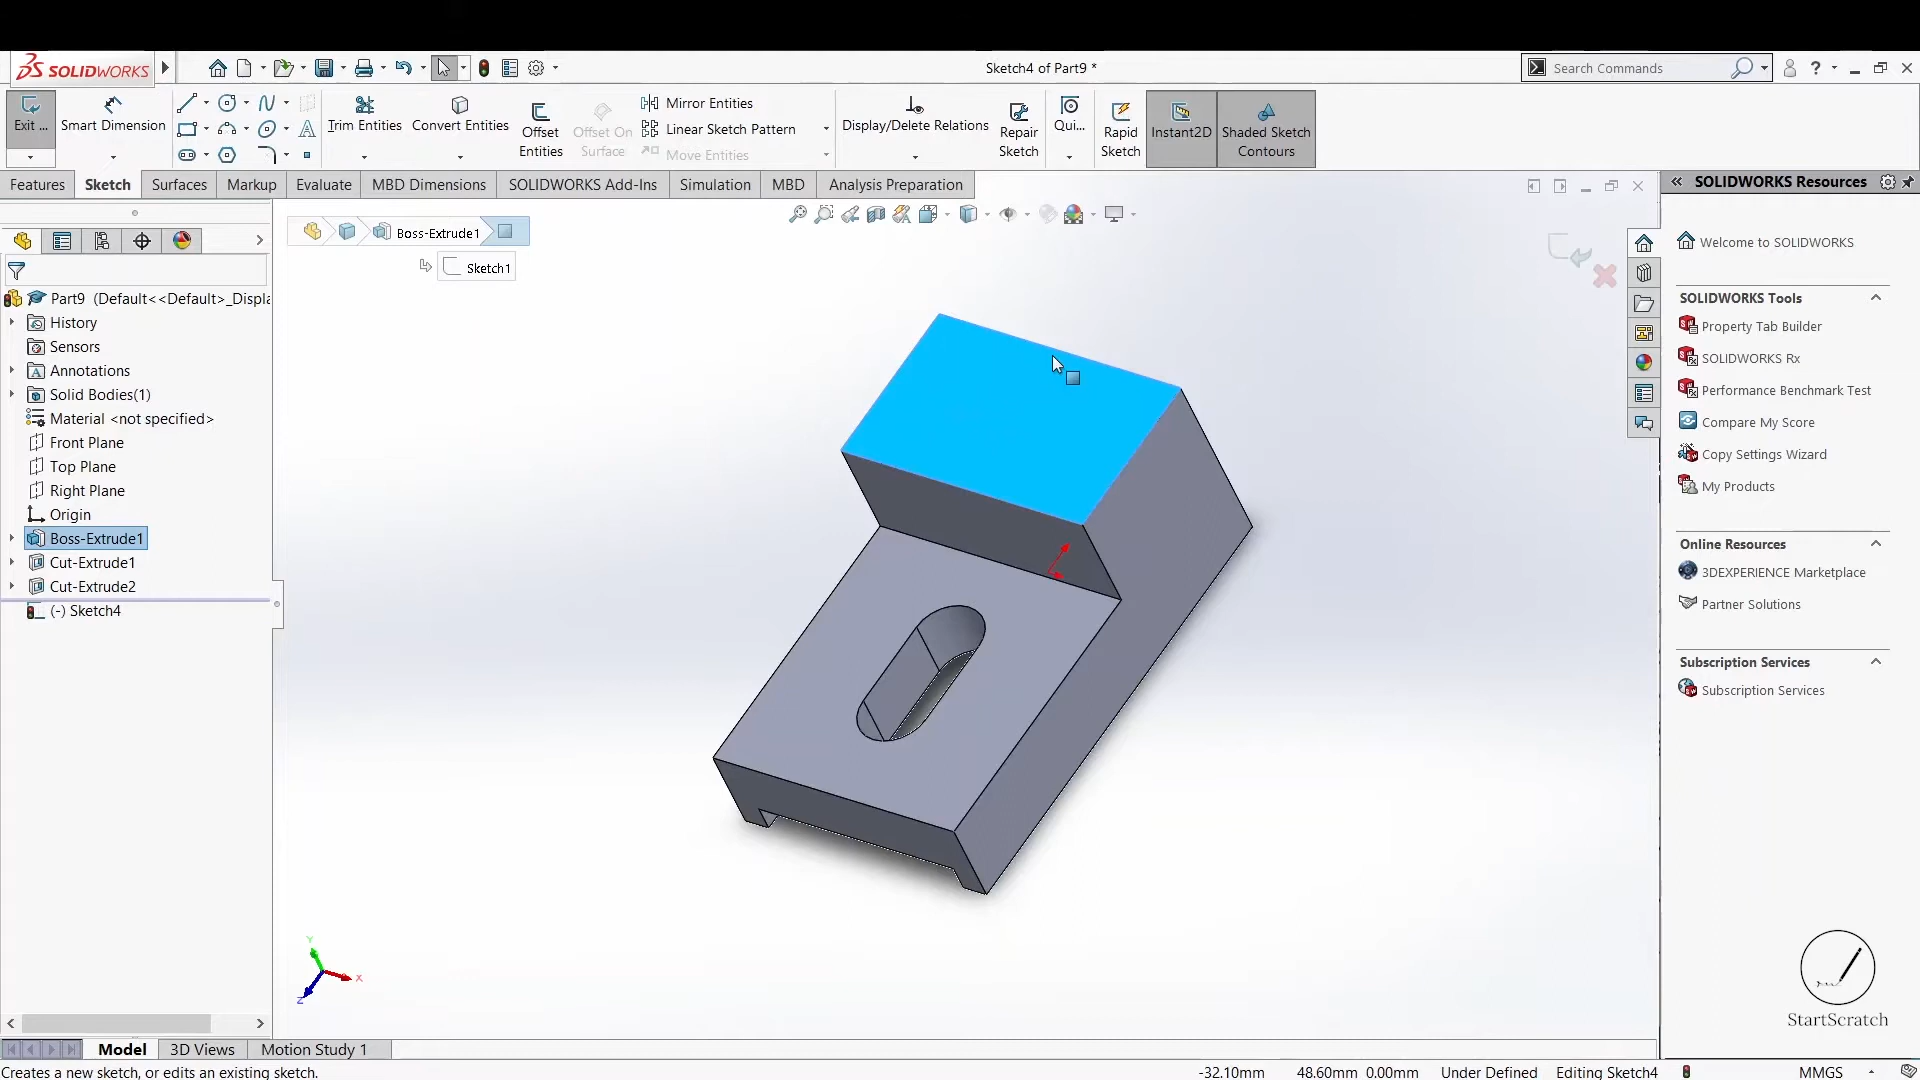 SOLIDWORKS
Sketch4 of Part9 *
Search Commands
Exit ...
Smart Dimension
Trim Entities
Convert Entities
Offset
Entities
Offset On
Surface
Mirror Entities
Linear Sketch Pattern
Move Entities
Display/Delete Relations
Repair
Sketch
Qui...
Rapid
Sketch
Instant2D
Shaded Sketch
Contours
Features
Sketch
Surfaces
Markup
Evaluate
MBD Dimensions
SOLIDWORKS Add-Ins
Simulation
MBD
Analysis Preparation
SOLIDWORKS Resources
Boss-Extrude1
Sketch1
Part9 (Default<<Default>_Displa
History
Sensors
Annotations
Solid Bodies(1)
Material <not specified>
Front Plane
Top Plane
Right Plane
Origin
Boss-Extrude1
Cut-Extrude1
Cut-Extrude2
(-) Sketch4
Y
X
Z
Welcome to SOLIDWORKS
SOLIDWORKS Tools
Property Tab Builder
SOLIDWORKS Rx
Performance Benchmark Test
Compare My Score
Copy Settings Wizard
My Products
Online Resources
3DEXPERIENCE Marketplace
Partner Solutions
Subscription Services
Subscription Services
StartScratch
Model
3D Views
Motion Study 1
Creates a new sketch, or edits an existing sketch.
-32.10mm
48.60mm 0.00mm
Under Defined
Editing Sketch4
MMGS